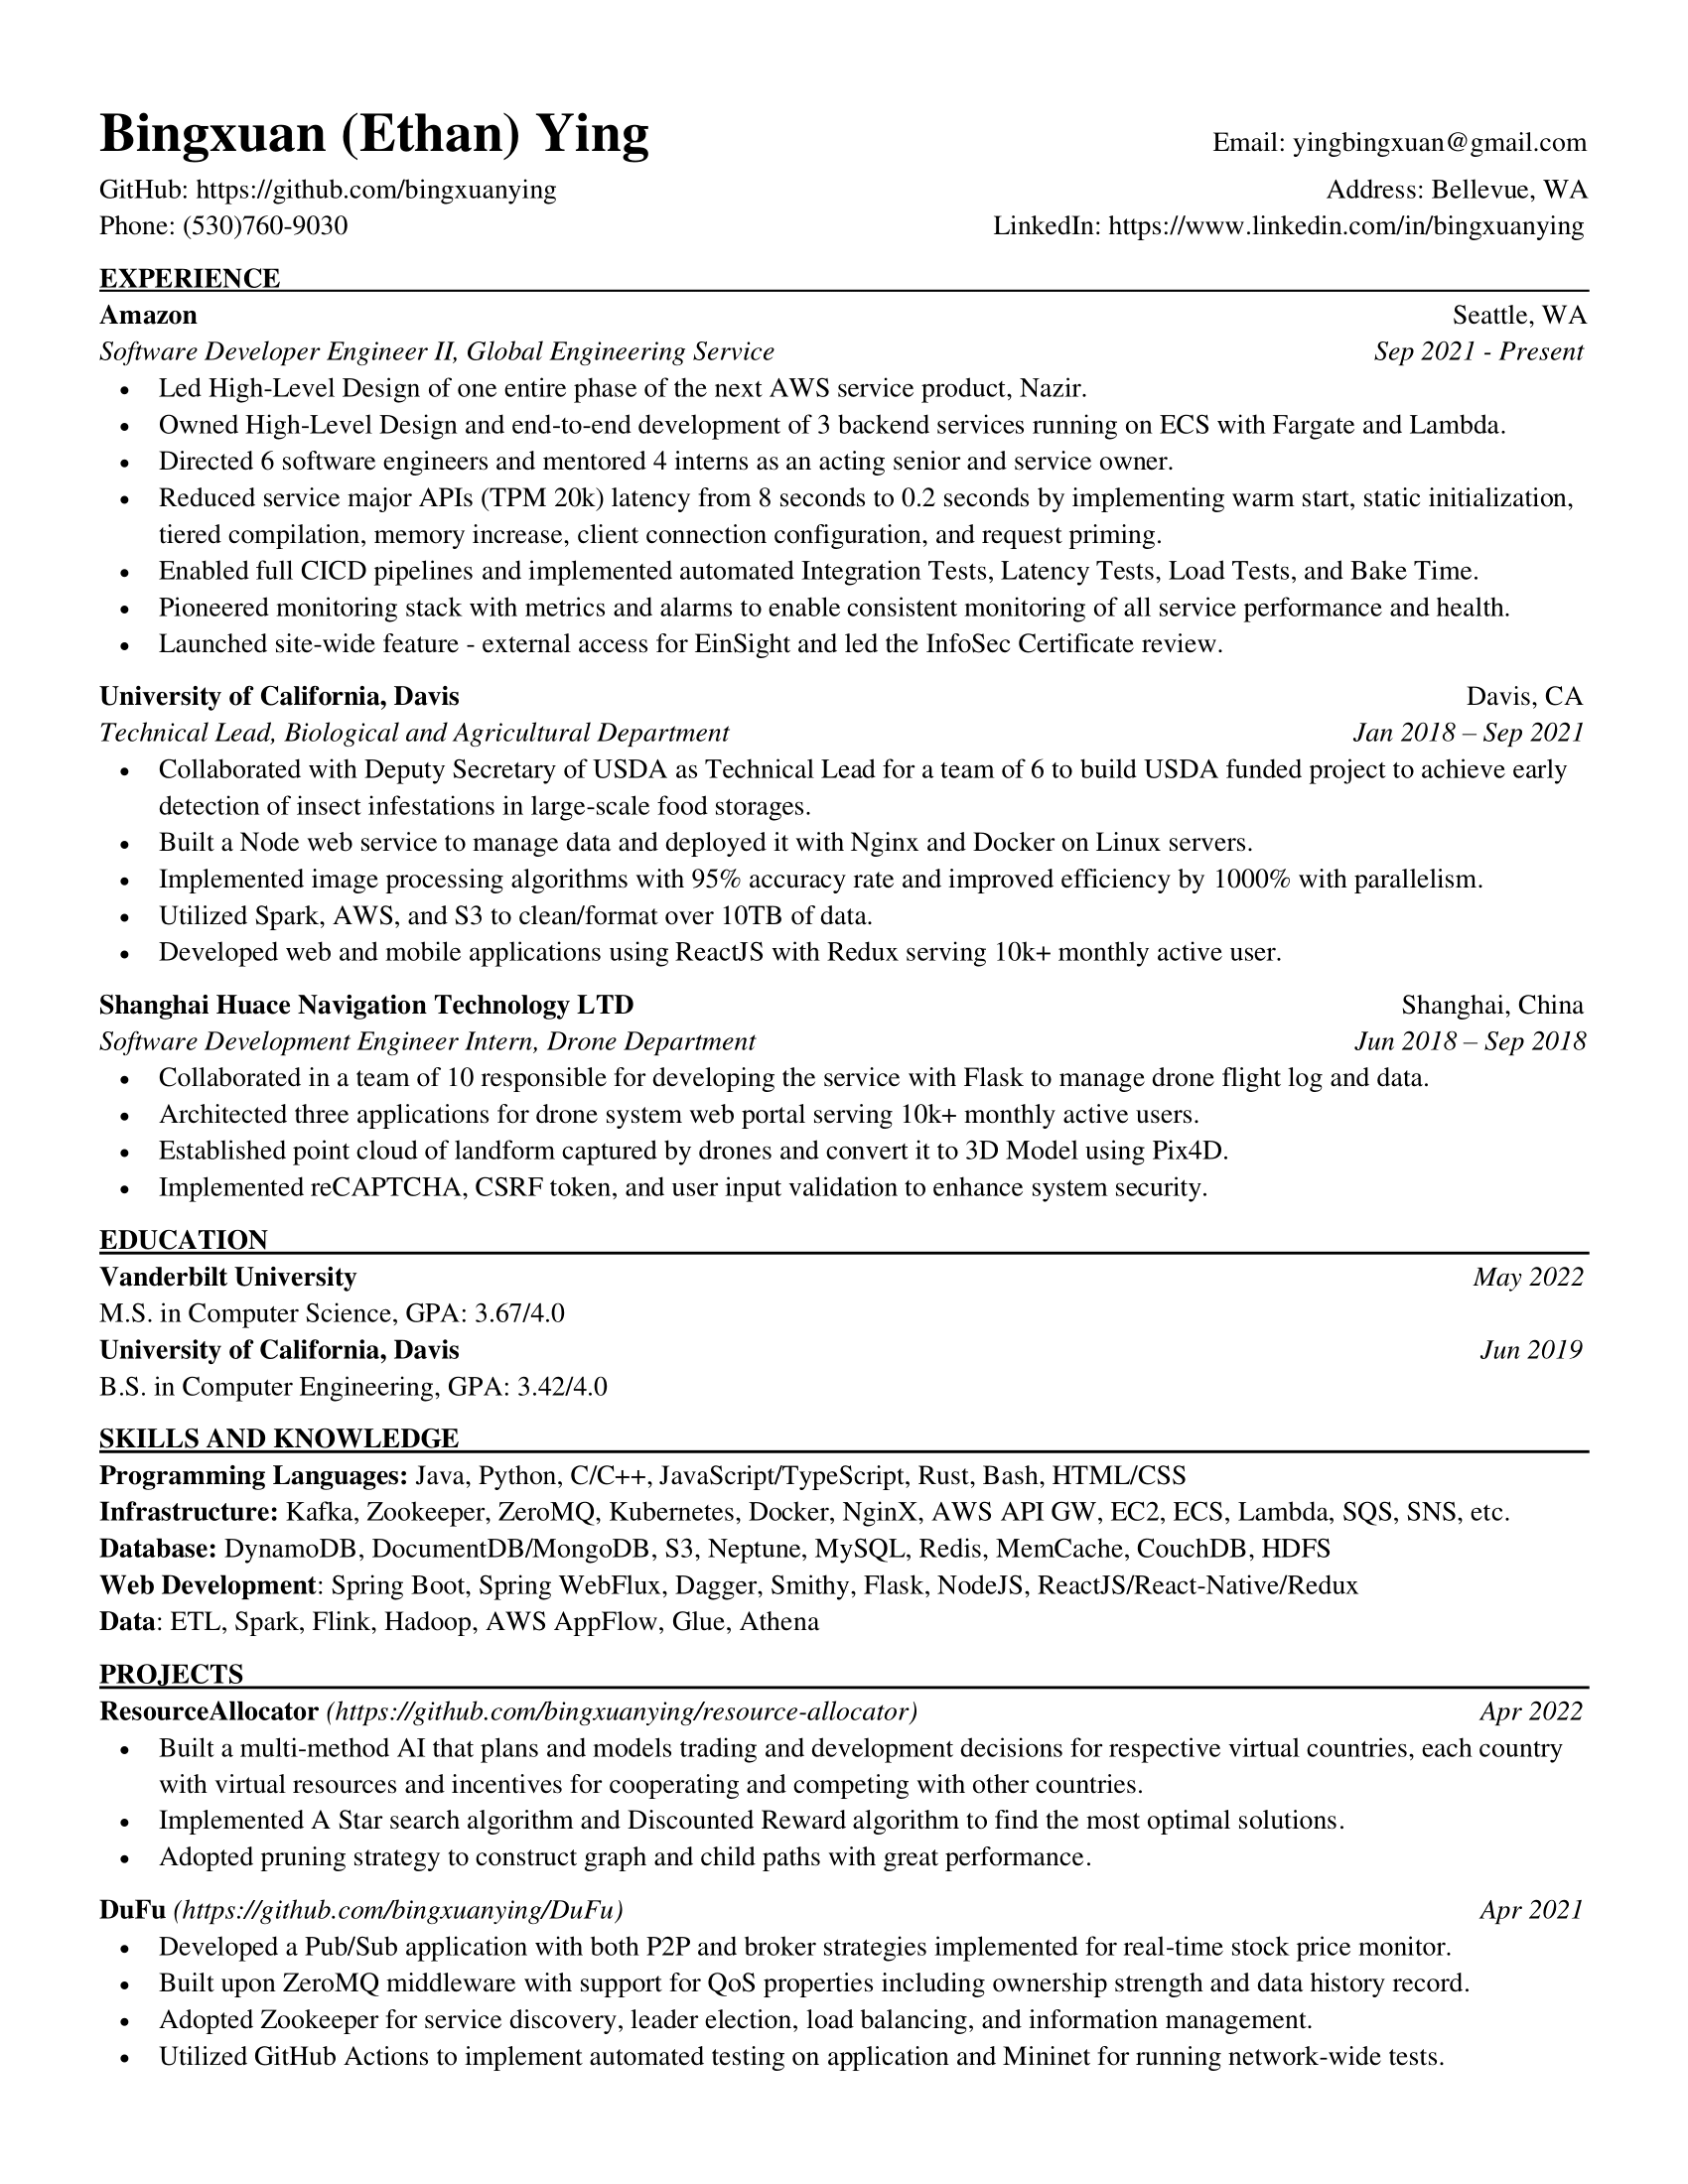 Bingxuan (Ethan) Ying Email: yingbingxuan@gmail.com
GitHub: https://github.com/bingxuanying Address: Bellevue, WA
Phone: (530)760-9030 LinkedIn: https://www.linkedin.com/in/bingxuanying
EXPERIENCE
Amazon Seattle, WA
Software Developer Engineer II, Global Engineering Service Sep 2021 - Present
• Led High-Level Design of one entire phase of the next AWS service product, Nazir.
• Owned High-Level Design and end-to-end development of 3 backend services running on ECS with Fargate and Lambda.
• Directed 6 software engineers and mentored 4 interns as an acting senior and service owner.
• Reduced service major APIs (TPM 20k) latency from 8 seconds to 0.2 seconds by implementing warm start, static initialization,
tiered compilation, memory increase, client connection configuration, and request priming.
• Enabled full CICD pipelines and implemented automated Integration Tests, Latency Tests, Load Tests, and Bake Time.
• Pioneered monitoring stack with metrics and alarms to enable consistent monitoring of all service performance and health.
• Launched site-wide feature - external access for EinSight and led the InfoSec Certificate review.
University of California, Davis Davis, CA
Technical Lead, Biological and Agricultural Department Jan 2018 – Sep 2021
• Collaborated with Deputy Secretary of USDA as Technical Lead for a team of 6 to build USDA funded project to achieve early
detection of insect infestations in large-scale food storages.
• Built a Node web service to manage data and deployed it with Nginx and Docker on Linux servers.
• Implemented image processing algorithms with 95% accuracy rate and improved efficiency by 1000% with parallelism.
• Utilized Spark, AWS, and S3 to clean/format over 10TB of data.
• Developed web and mobile applications using ReactJS with Redux serving 10k+ monthly active user.
Shanghai Huace Navigation Technology LTD Shanghai, China
Software Development Engineer Intern, Drone Department Jun 2018 – Sep 2018
• Collaborated in a team of 10 responsible for developing the service with Flask to manage drone flight log and data.
• Architected three applications for drone system web portal serving 10k+ monthly active users.
• Established point cloud of landform captured by drones and convert it to 3D Model using Pix4D.
• Implemented reCAPTCHA, CSRF token, and user input validation to enhance system security.
EDUCATION
Vanderbilt University May 2022
M.S. in Computer Science, GPA: 3.67/4.0
University of California, Davis Jun 2019
B.S. in Computer Engineering, GPA: 3.42/4.0
SKILLS AND KNOWLEDGE
Programming Languages: Java, Python, C/C++, JavaScript/TypeScript, Rust, Bash, HTML/CSS
Infrastructure: Kafka, Zookeeper, ZeroMQ, Kubernetes, Docker, NginX, AWS API GW, EC2, ECS, Lambda, SQS, SNS, etc.
Database: DynamoDB, DocumentDB/MongoDB, S3, Neptune, MySQL, Redis, MemCache, CouchDB, HDFS
Web Development: Spring Boot, Spring WebFlux, Dagger, Smithy, Flask, NodeJS, ReactJS/React-Native/Redux
Data: ETL, Spark, Flink, Hadoop, AWS AppFlow, Glue, Athena
PROJECTS
ResourceAllocator (https://github.com/bingxuanying/resource-allocator) Apr 2022
• Built a multi-method AI that plans and models trading and development decisions for respective virtual countries, each country
with virtual resources and incentives for cooperating and competing with other countries.
• Implemented A Star search algorithm and Discounted Reward algorithm to find the most optimal solutions.
• Adopted pruning strategy to construct graph and child paths with great performance.
DuFu (https://github.com/bingxuanying/DuFu) Apr 2021
• Developed a Pub/Sub application with both P2P and broker strategies implemented for real-time stock price monitor.
• Built upon ZeroMQ middleware with support for QoS properties including ownership strength and data history record.
• Adopted Zookeeper for service discovery, leader election, load balancing, and information management.
• Utilized GitHub Actions to implement automated testing on application and Mininet for running network-wide tests.